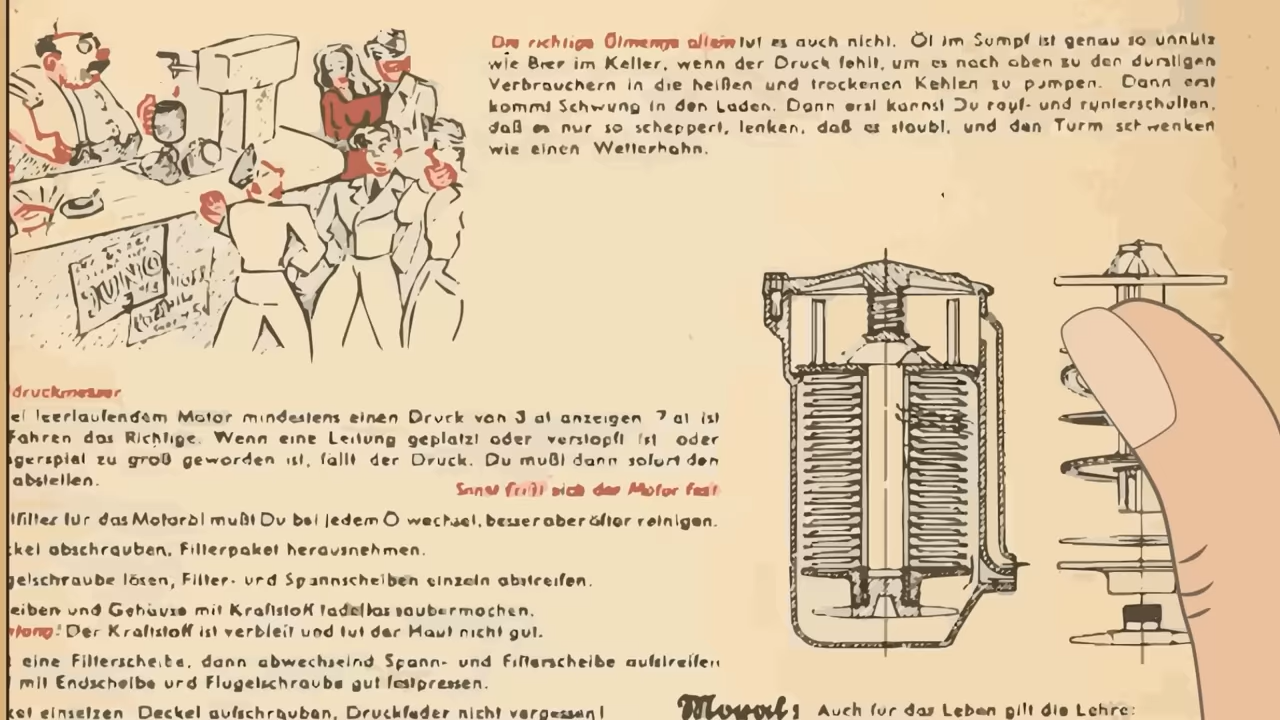 Die richtige Ölmenge allein tut es auch nicht. Öl im Sumpf ist genau so unnütz
wie Bier im Keller, wenn der Druck fehlt, um es nach oben zu den durstigen
Verbrauchern in die heißen und trockenen Kehlen zu pumpen. Dann erst
kommt Schwung in den Laden. Dann erst kannst Du rauf- und runterschalten,
daß es nur so scheppert, lenken, daß es staubt, und den Turm schwenken
wie einen Wetterhahn.
JUNO
druckmesser
ei leerlaufendem Motor mindestens einen Druck von 3 at anzeigen 7 at ist
Fahren das Richtige. Wenn eine Leitung geplatzt oder verstopft ist oder
gerspiel zu groß geworden ist, fällt der Druck. Du mußt dann sofort den
abstellen.
Sonst frißt sich der Motor fest
lfilter für das Motoröl mußt Du bei jedem Ö wechsel, besser aber öfter reinigen.
kel abschrauben, Filterpaket herausnehmen.
gelschraube lösen, Filter- und Spannscheiben einzeln abstreifen.
eiben und Gehäuse mit Kraftstoff tadellos saubermachen.
tung! Der Kraftstoff ist verbleit und tut der Haut nicht gut.
eine Filterscheibe, dann abwechselnd Spann- und Filterscheibe aufstreifen
mit Endscheibe und Flügelschraube gut festpressen.
ket einsetzen Deckel aufschrauben, Druckfeder nicht vergessen!
Moral: Auch für das Leben gilt die Lehre: